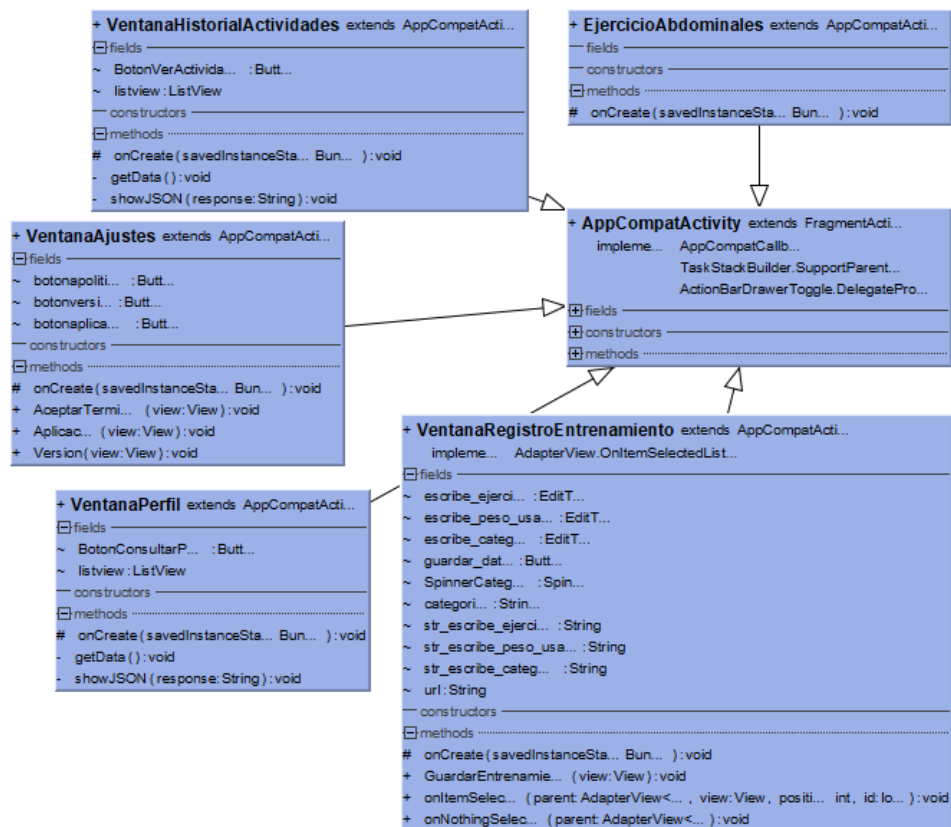 + VentanaHistorialActividades extends AppCompatActi...
fields
~ BotonVerActivida... :Butt...
~ listview:ListView
constructors
methods
# onCreate(savedInstanceSta... Bun... ):void
- getData():void
- showJSON(response:String):void
+ EjercicioAbdominales extends AppCompatActi...
fields
constructors
methods
# onCreate(savedInstanceSta... Bun... ):void
+ AppCompatActivity extends FragmentActi...
impleme... AppCompatCallb...
TaskStackBuilder.SupportParent...
ActionBarDrawerToggle.DelegatePro...
fields
constructors
methods
+ VentanaAjustes extends AppCompatActi...
fields
~ botonapoliti... :Butt...
~ botonversi... :Butt...
~ botonaplica... :Butt...
constructors
methods
# onCreate(savedInstanceSta... Bun... ):void
+ AceptarTermi... (view:View):void
+ Aplicac... (view:View):void
+ Version(view:View):void
+ VentanaPerfil extends AppCompatActi...
fields
~ BotonConsultarP... :Butt...
~ listview:ListView
constructors
methods
# onCreate(savedInstanceSta... Bun... ):void
- getData():void
- showJSON(response:String):void
+ VentanaRegistroEntrenamiento extends AppCompatActi...
impleme... AdapterView.OnItemSelectedList...
fields
~ escribe_ejerci... :EditT...
~ escribe_peso_usa... :EditT...
~ escribe_categ... :EditT...
~ guardar_dat... :Butt...
~ SpinnerCateg... :Spin...
~ categori... :Strin...
~ str_escribe_ejerci... :String
~ str_escribe_peso_usa... :String
~ str_escribe_categ... :String
~ url:String
constructors
methods
# onCreate(savedInstanceSta... Bun... ):void
+ GuardarEntrenamie... (view:View):void
+ onItemSelec... (parent:AdapterView<... , view:View, positi... int, id:lo... ):void
+ onNothingSelec... (parent:AdapterView<... ):void